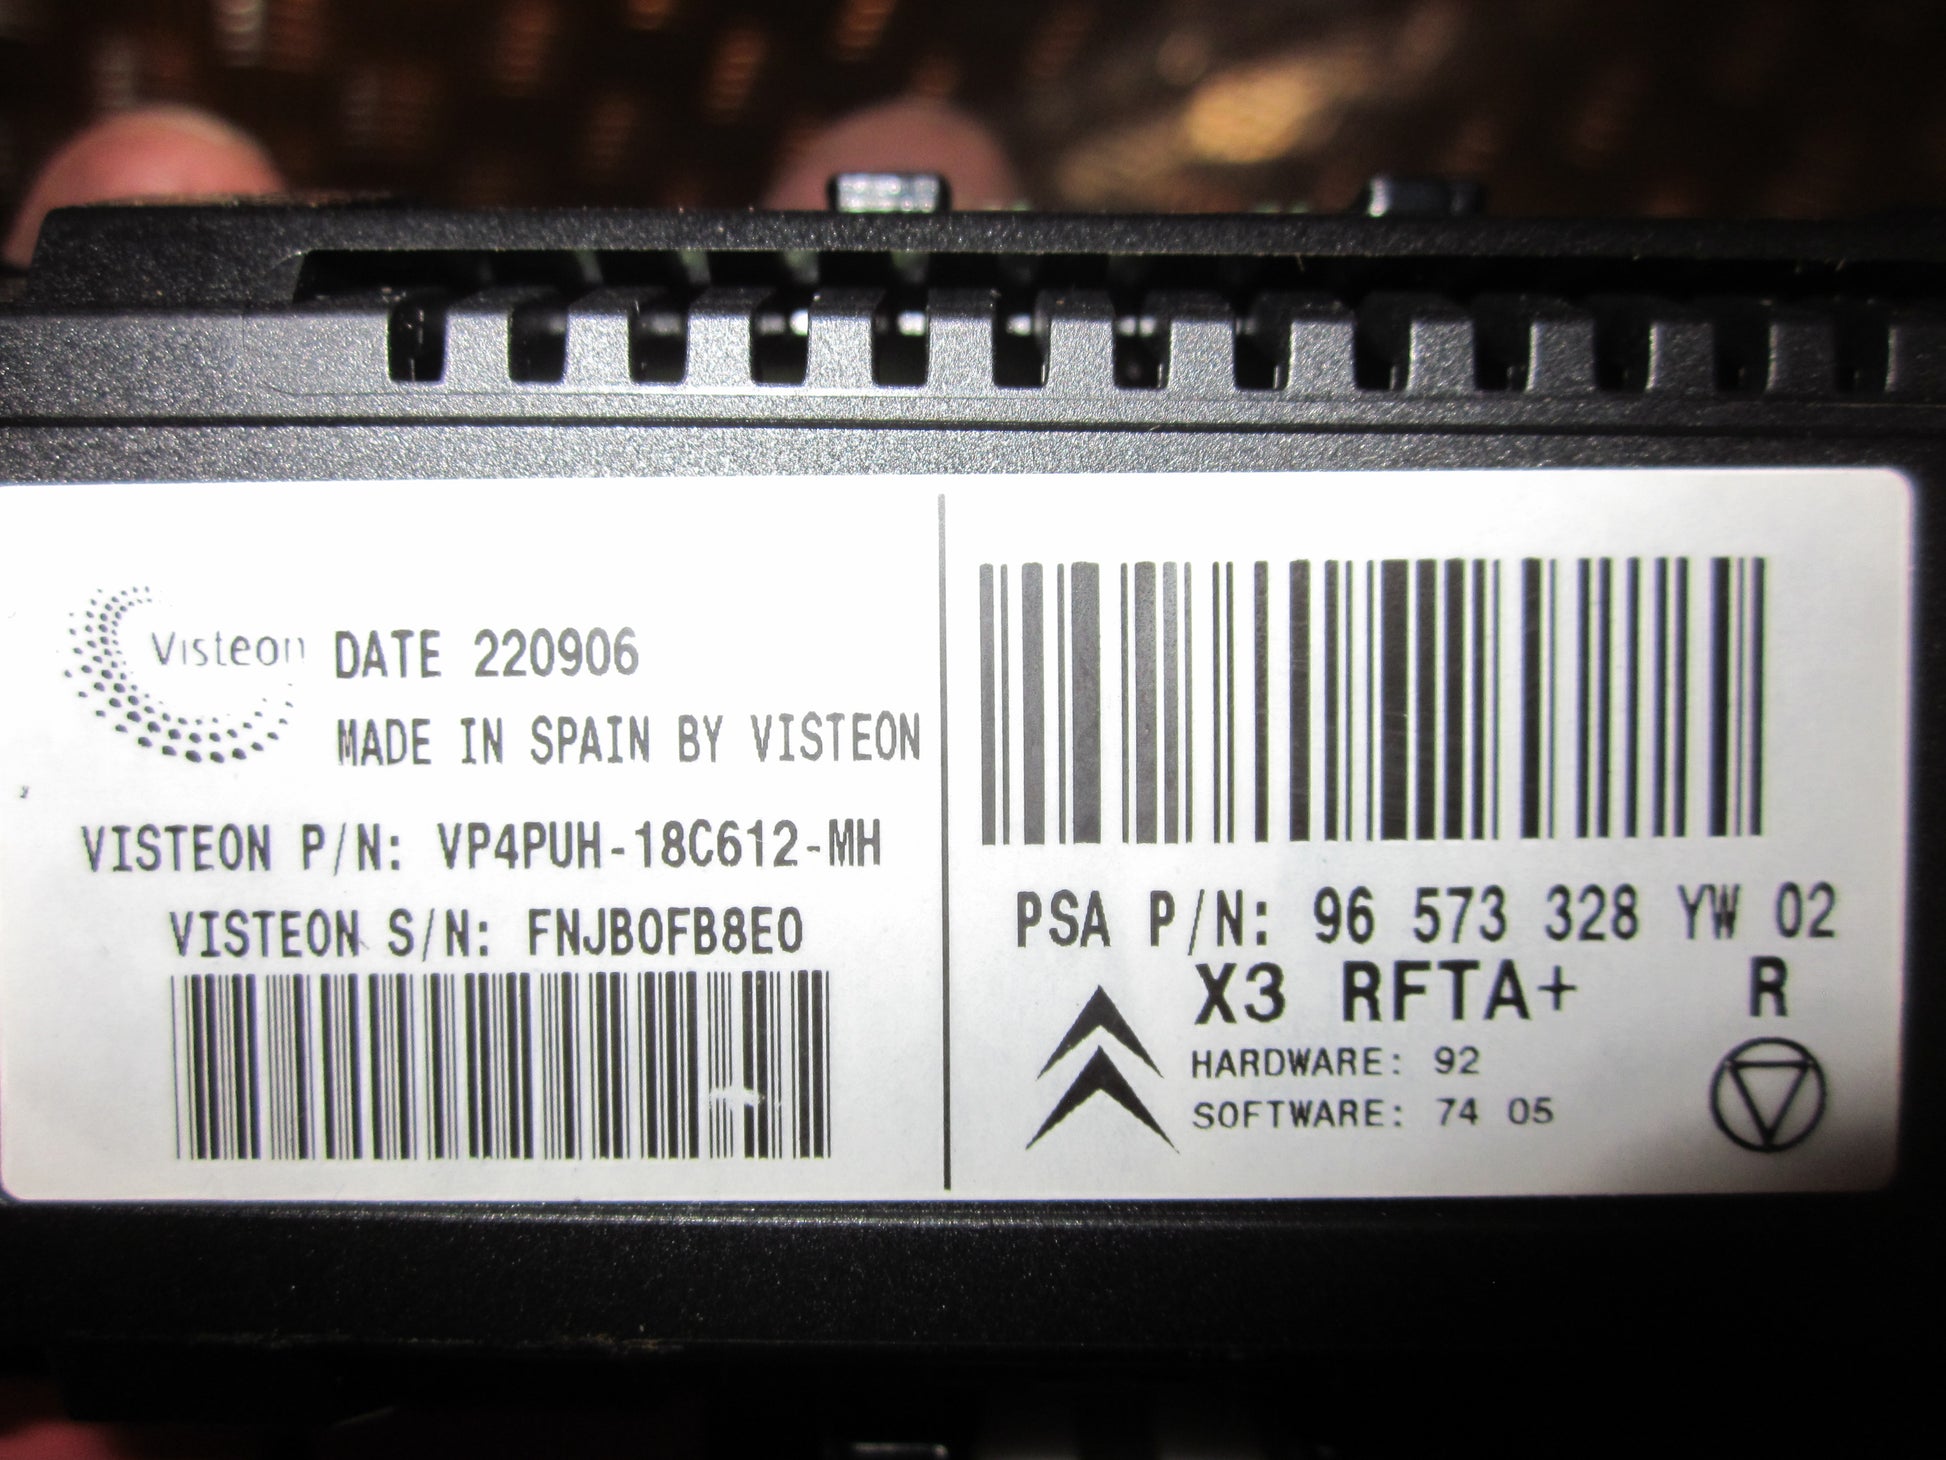 Visteon DATE 220906
MADE IN SPAIN BY VISTEON
VISTEON P/N: VP4PUH-18C612-MH
VISTEON S/N: FNJB0FB8E0
PSA P/N: 96 573 328 YW 02
X3 RFTA+ R
HARDWARE: 92
SOFTWARE: 74 05